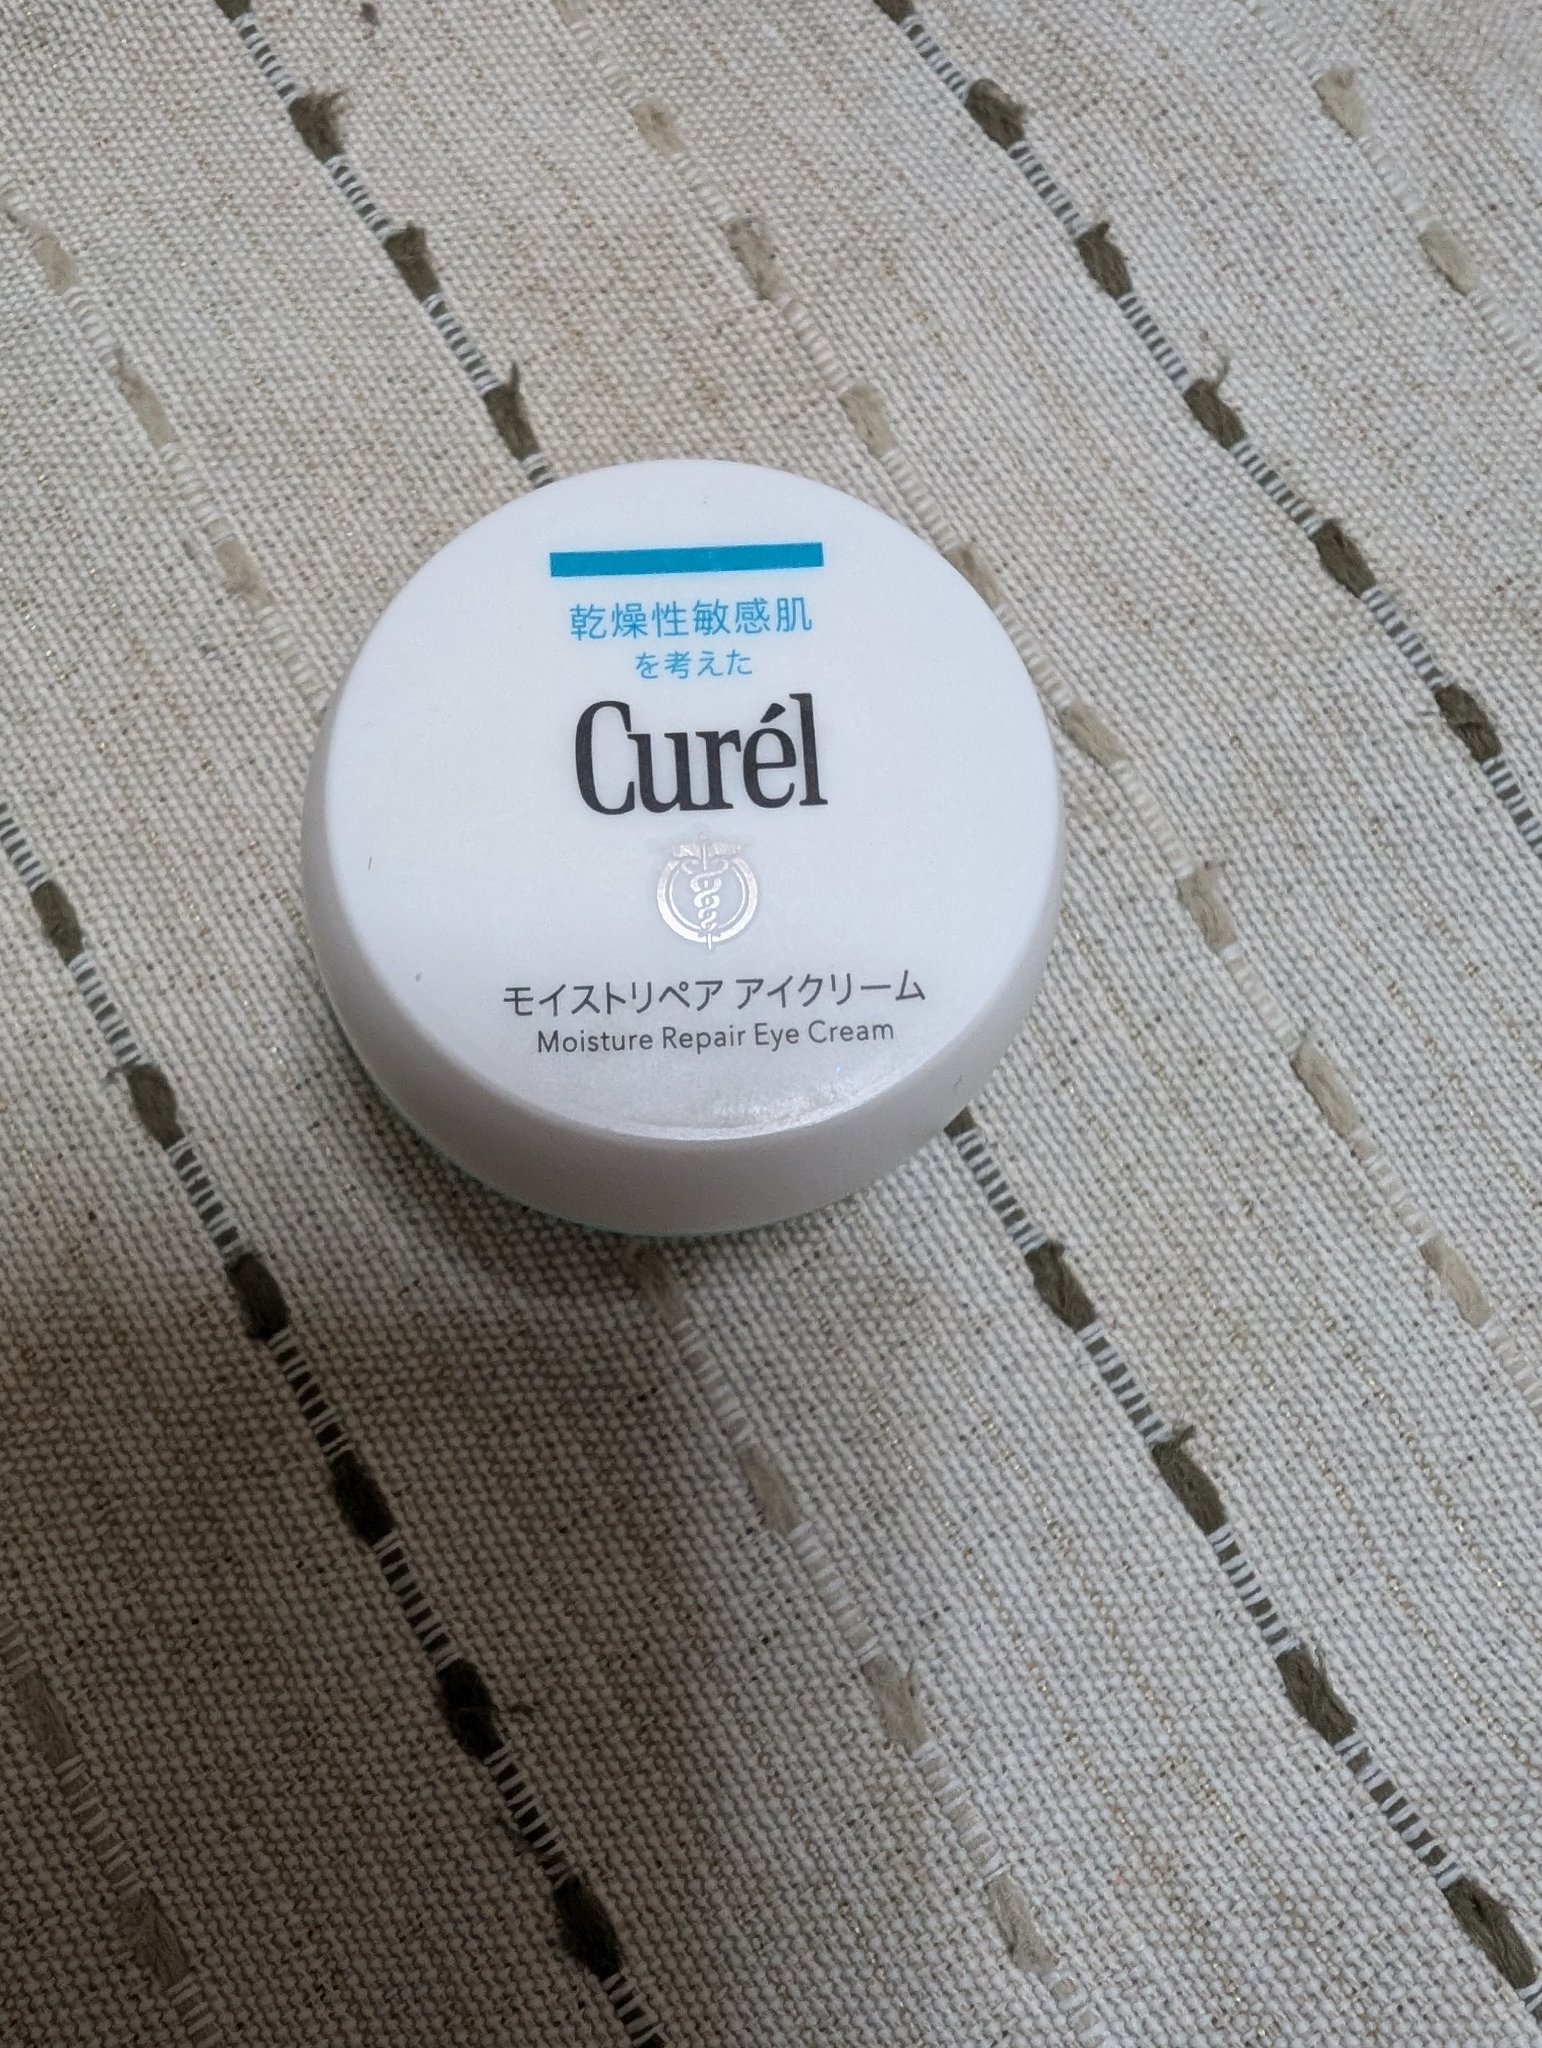 乾燥性敏感肌
を考えた
Curél
モイストリペア アイクリーム
Moisture Repair Eye Cream